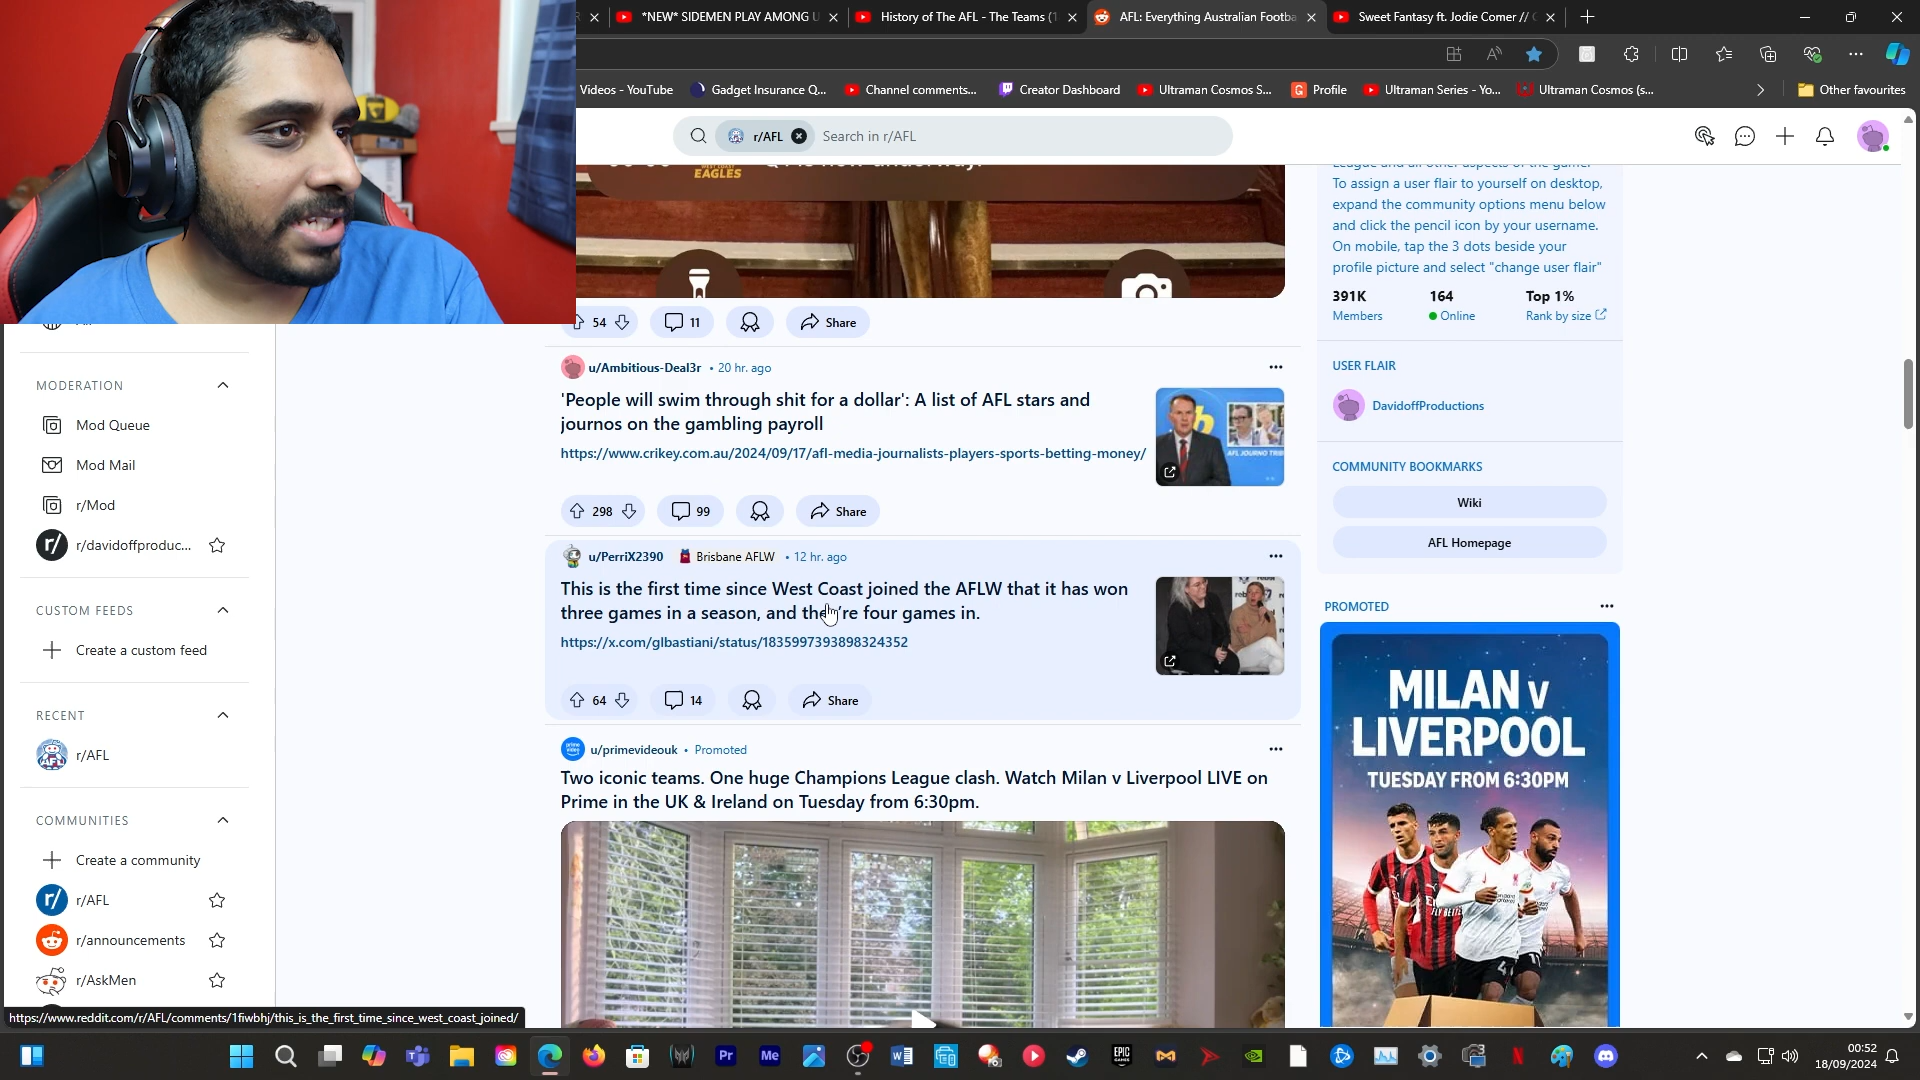 *NEW* SIDEMEN PLAY AMONG U
History of The AFL - The Teams (1
AFL: Everything Australian Footba
Sweet Fantasy ft. Jodie Comer //
Videos - YouTube
Gadget Insurance Q...
Channel comments...
Creator Dashboard
Ultraman Cosmos S...
Profile
Ultraman Series - Yo...
Ultraman Cosmos (s...
Other favourites
r/AFL
Search in r/AFL
WEST COAST
EAGLES
54
11
Share
u/Ambitious-Deal3r • 20 hr. ago
'People will swim through shit for a dollar': A list of AFL stars and
journos on the gambling payroll
https://www.crikey.com.au/2024/09/17/afl-media-journalists-players-sports-betting-money/
298
99
Share
u/PerriX2390 Brisbane AFLW • 12 hr. ago
This is the first time since West Coast joined the AFLW that it has won
three games in a season, and they're four games in.
https://x.com/glbastiani/status/1835997393898324352
64
14
Share
u/primevideouk • Promoted
Two iconic teams. One huge Champions League clash. Watch Milan v Liverpool LIVE on
Prime in the UK & Ireland on Tuesday from 6:30pm.
MODERATION
Mod Queue
Mod Mail
r/Mod
r/davidoffproduc...
CUSTOM FEEDS
Create a custom feed
RECENT
r/AFL
COMMUNITIES
Create a community
r/AFL
r/announcements
r/AskMen
https://www.reddit.com/r/AFL/comments/1fiwbhj/this_is_the_first_time_since_west_coast_joined/
League and all other aspects of the game.
To assign a user flair to yourself on desktop,
expand the community options menu below
and click the pencil icon by your username.
On mobile, tap the 3 dots beside your
profile picture and select "change user flair"
391K
164
Top 1%
Members
Online
Rank by size
USER FLAIR
DavidoffProductions
COMMUNITY BOOKMARKS
Wiki
AFL Homepage
PROMOTED
MILAN V
LIVERPOOL
TUESDAY FROM 6:30PM
00:52
18/09/2024